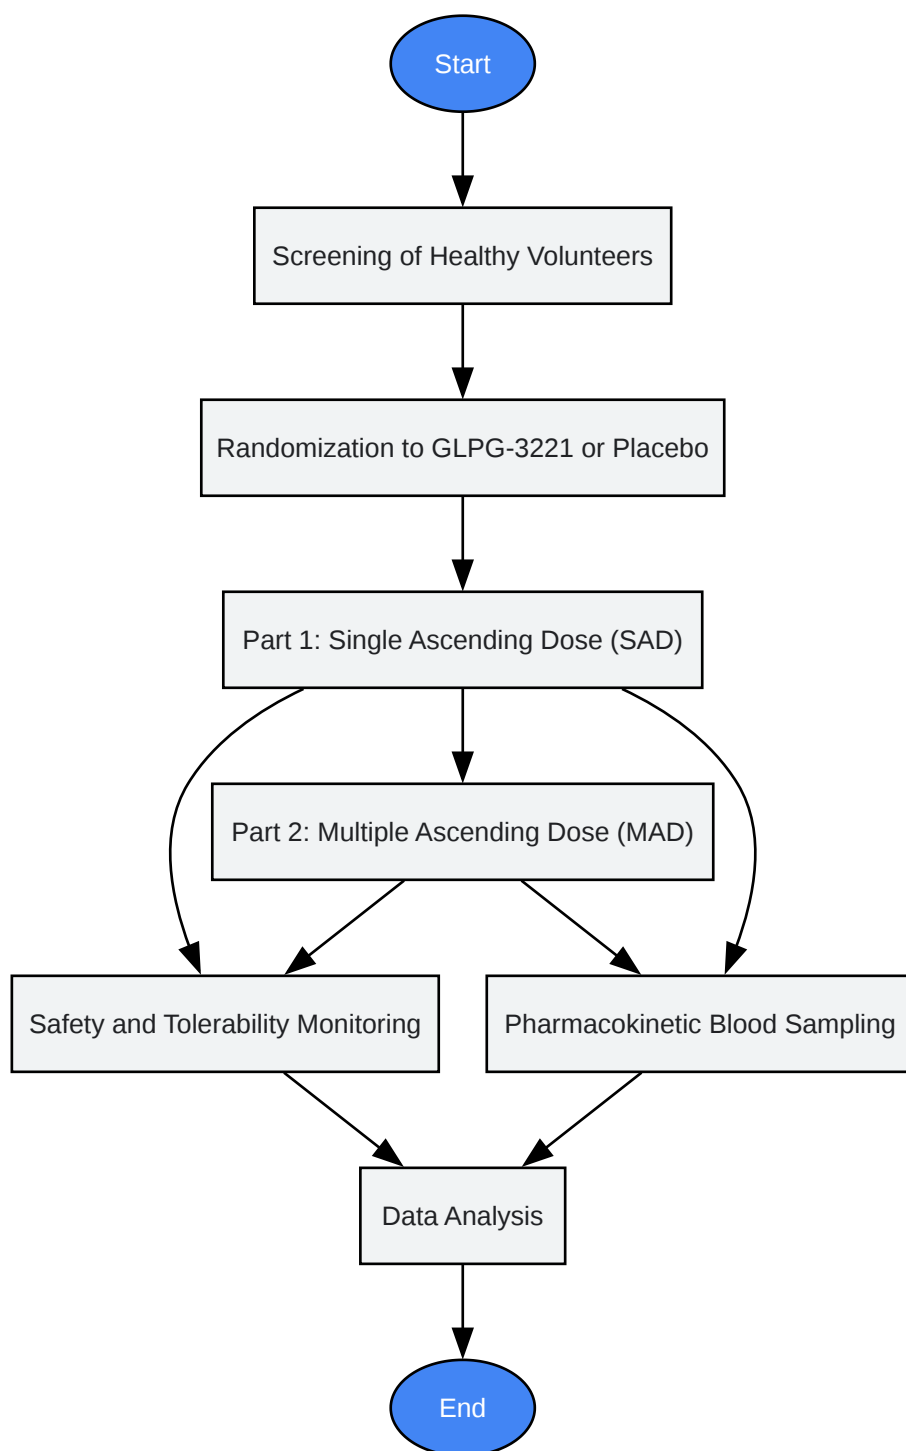 Start
Screening of Healthy Volunteers
Randomization to GLPG-3221 or Placebo
Part 1: Single Ascending Dose (SAD)
Part 2: Multiple Ascending Dose (MAD)
Safety and Tolerability Monitoring
Pharmacokinetic Blood Sampling
Data Analysis
End